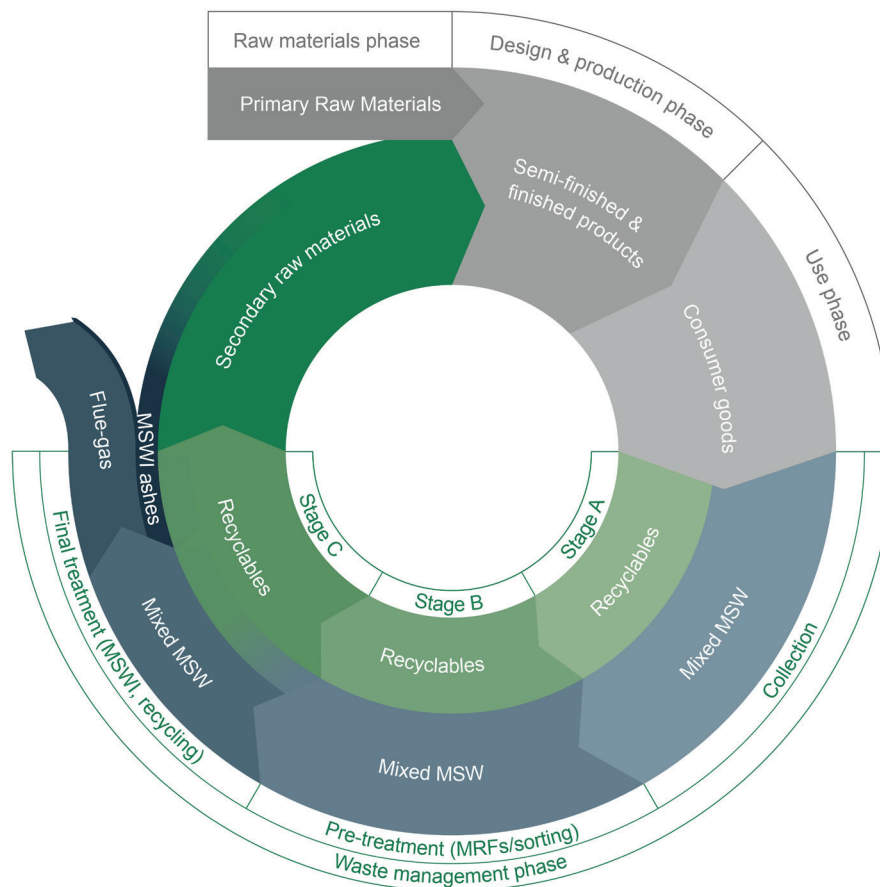 Raw materials phase
Design & production phase
Primary Raw Materials
Semi-finished &
finished products
Use phase
Secondary raw materials
Consumer goods
Flue-gas
MSWI ashes
Recyclables
Stage C
Stage B
Stage A
Recyclables
Recyclables
Mixed MSW
Mixed MSW
Mixed MSW
Final treatment (MSWI, recycling)
Collection
Pre-treatment (MRFs/sorting)
Waste management phase